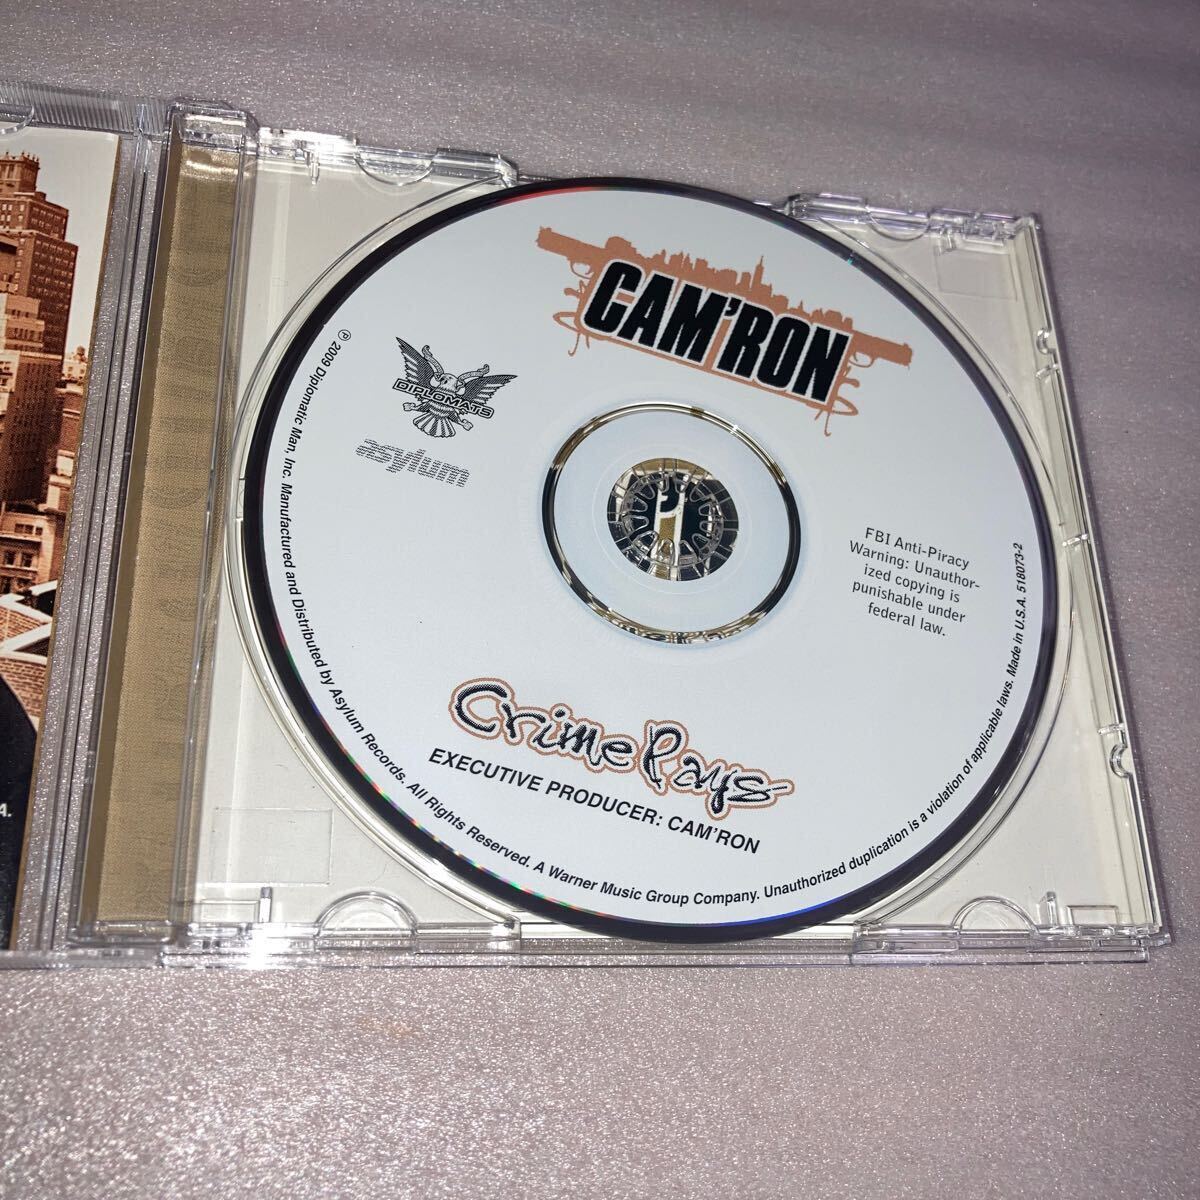 CAM'RON
DIPLOMATS
asylum
FBI Anti-Piracy
Warning: Unauthor-
ized copying is
punishable under
federal law.
Crime Pays
EXECUTIVE PRODUCER: CAM'RON
℗ 2009 Diplomatic Man, Inc. Manufactured and Distributed by Asylum Records. All Rights Reserved. A Warner Music Group Company. Unauthorized duplication is a violation of applicable laws. Made in U.S.A. 518073-2
A.